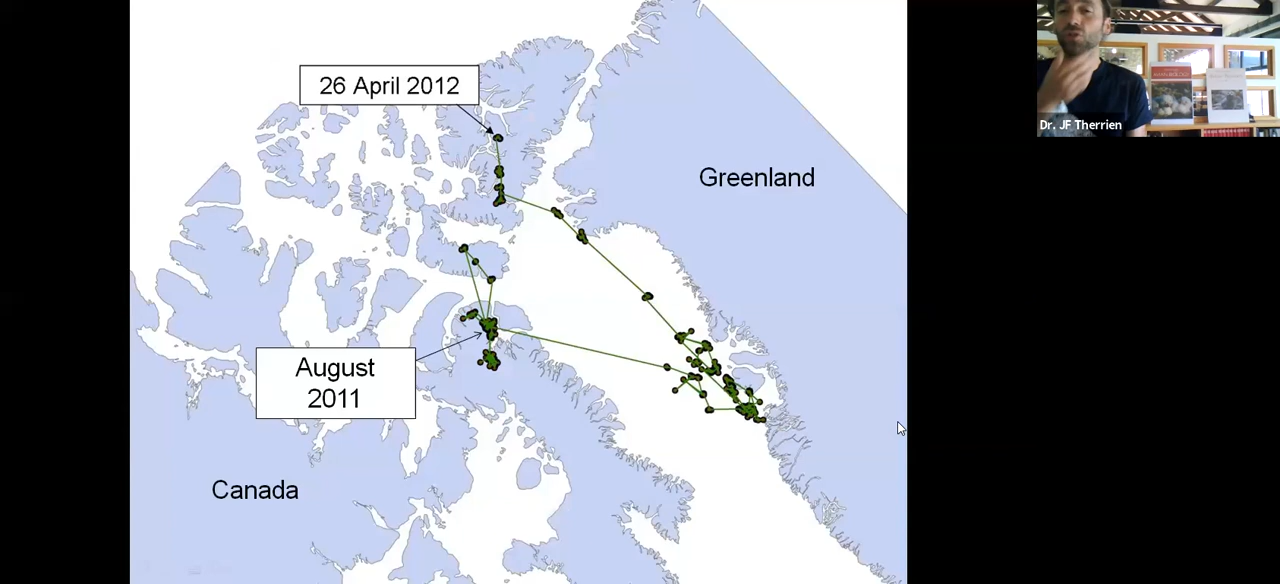 26 April 2012
Greenland
August
2011
Canada
Dr. JF Therrien